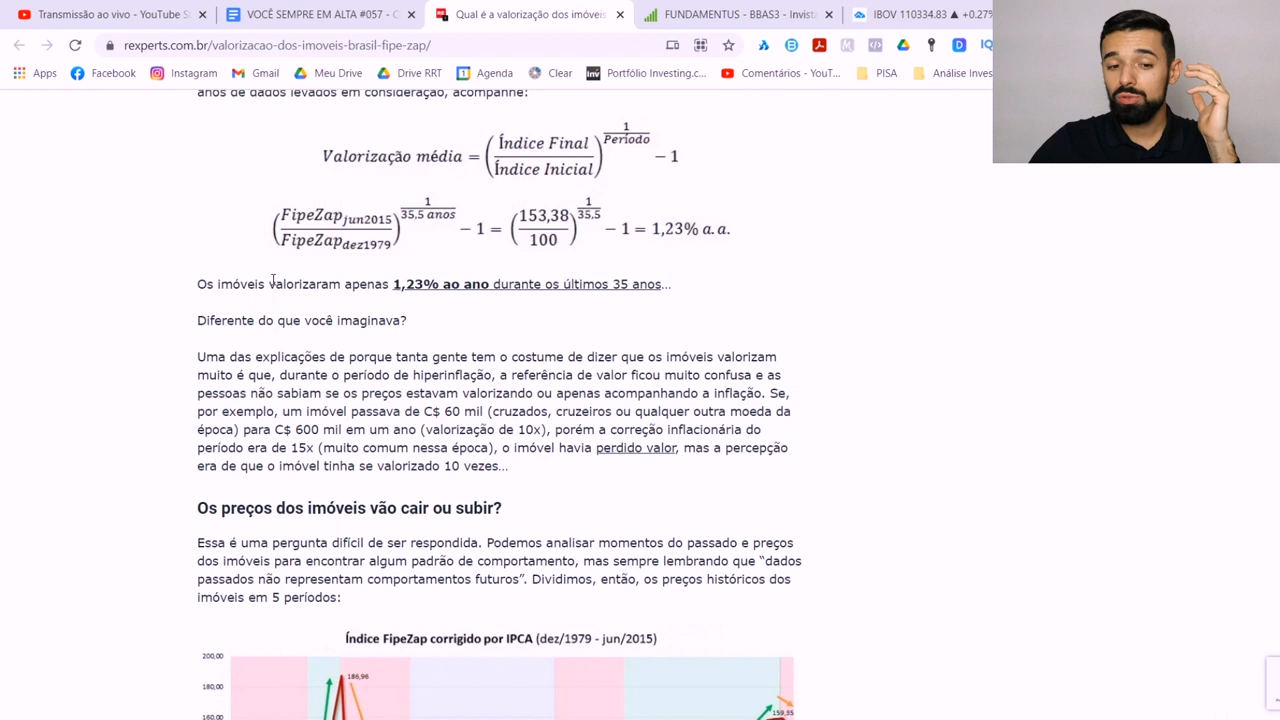 Transmissão ao vivo - YouTube S
VOCÊ SEMPRE EM ALTA #057 - C
Qual é a valorização dos imóveis
FUNDAMENTUS - BBAS3 - Invist
IBOV 110334.83 ▲ +0.27%
rexperts.com.br/valorizacao-dos-imoveis-brasil-fipe-zap/
Apps
Facebook
Instagram
Gmail
Meu Drive
Drive RRT
Agenda
Clear
Portfólio Investing.c...
Comentários - YouT...
PISA
Análise Inves
anos de dados levados em consideração, acompanhe:
Valorização média = (Índice Final / Índice Inicial)^(1/Período) − 1
(FipeZap jun2015 / FipeZap dez1979)^(1/35,5 anos) − 1 = (153,38 / 100)^(1/35,5) − 1 = 1,23% a. a.
Os imóveis valorizaram apenas 1,23% ao ano durante os últimos 35 anos...
Diferente do que você imaginava?
Uma das explicações de porque tanta gente tem o costume de dizer que os imóveis valorizam
muito é que, durante o período de hiperinflação, a referência de valor ficou muito confusa e as
pessoas não sabiam se os preços estavam valorizando ou apenas acompanhando a inflação. Se,
por exemplo, um imóvel passava de C$ 60 mil (cruzados, cruzeiros ou qualquer outra moeda da
época) para C$ 600 mil em um ano (valorização de 10x), porém a correção inflacionária do
período era de 15x (muito comum nessa época), o imóvel havia perdido valor, mas a percepção
era de que o imóvel tinha se valorizado 10 vezes...
Os preços dos imóveis vão cair ou subir?
Essa é uma pergunta difícil de ser respondida. Podemos analisar momentos do passado e preços
dos imóveis para encontrar algum padrão de comportamento, mas sempre lembrando que “dados
passados não representam comportamentos futuros”. Dividimos, então, os preços históricos dos
imóveis em 5 períodos:
Índice FipeZap corrigido por IPCA (dez/1979 - jun/2015)
200,00
186,96
180,00
159,35
160,00